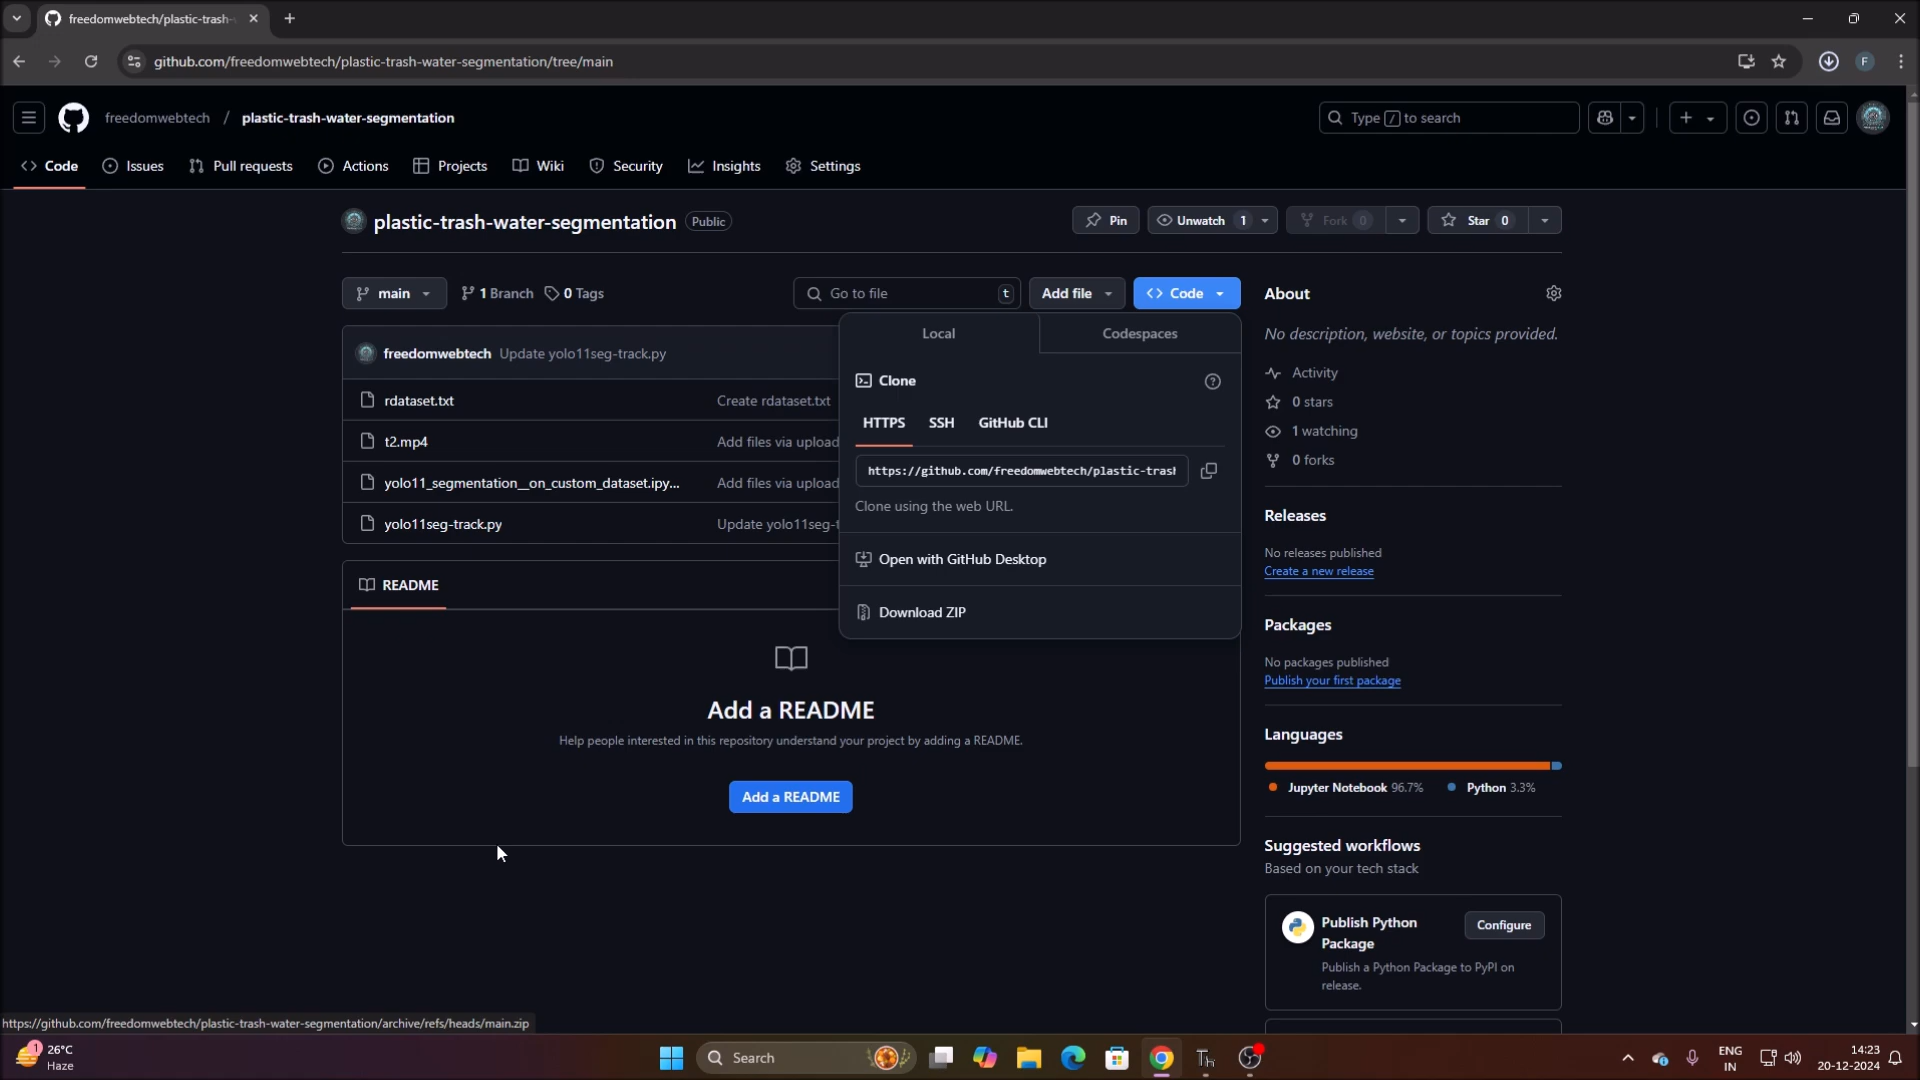 freedomwebtech/plastic-trash-
github.com/freedomwebtech/plastic-trash-water-segmentation/tree/main
F
freedomwebtech / plastic-trash-water-segmentation
Type / to search
Code Issues Pull requests Actions Projects Wiki Security Insights Settings
plastic-trash-water-segmentation Public
Pin Unwatch 1 Fork 0 Star 0
main 1 Branch 0 Tags
Go to file t Add file Code
About
Local Codespaces
No description, website, or topics provided.
freedomwebtech Update yolo11seg-track.py
Clone
Activity
rdataset.txt Create rdataset.txt
0 stars
HTTPS SSH GitHub CLI
1 watching
t2.mp4 Add files via upload
0 forks
https://github.com/freedomwebtech/plastic-trash
yolo11_segmentation__on_custom_dataset.ipy... Add files via upload
Clone using the web URL.
Releases
yolo11seg-track.py Update yolo11seg-t
No releases published
Create a new release
Open with GitHub Desktop
README
Download ZIP
Packages
No packages published
Publish your first package
Add a README
Help people interested in this repository understand your project by adding a README.
Add a README
Languages
Jupyter Notebook 96.7% Python 3.3%
Suggested workflows
Based on your tech stack
Publish Python Package
Configure
Publish a Python Package to PyPI on
release.
https://github.com/freedomwebtech/plastic-trash-water-segmentation/archive/refs/heads/main.zip
1
26°C
Haze
Search
ENG
IN
14:23
20-12-2024